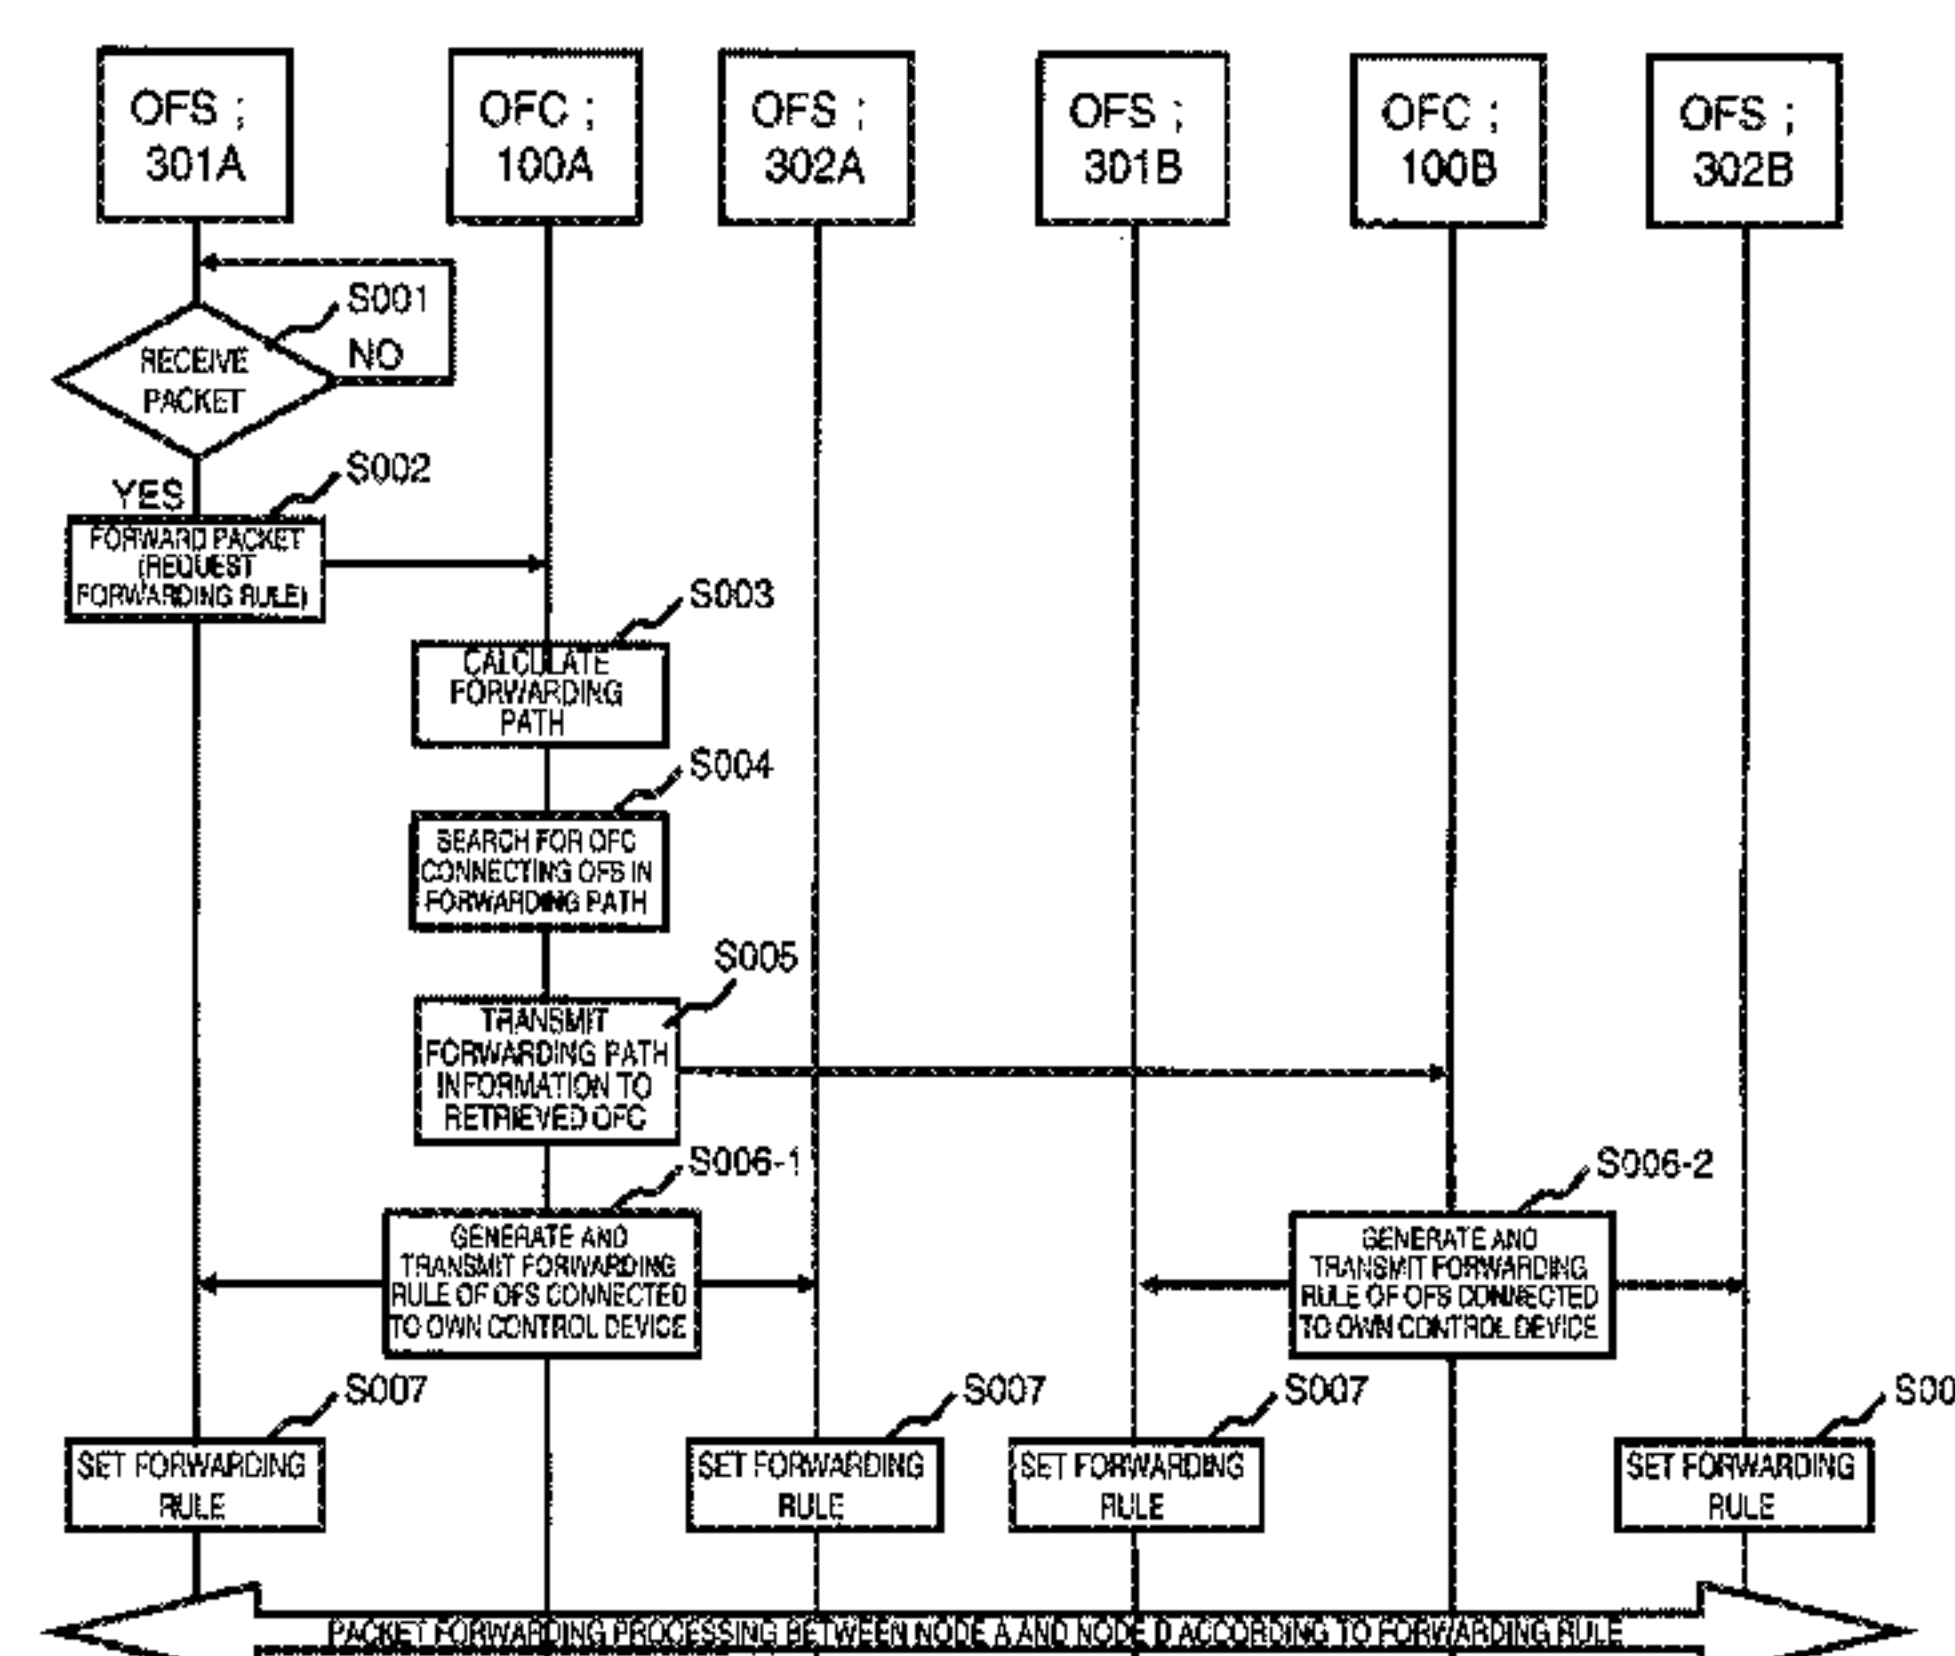 OFS ;
301A
OFC ;
100A
OFS ;
302A
OFS ;
301B
OFC ;
100B
OFS ;
302B
S001
RECEIVE
PACKET
NO
YES
S002
FORWARD PACKET
(REQUEST
FORWARDING RULE)
S003
CALCULATE
FORWARDING
PATH
S004
SEARCH FOR OFC
CONNECTING OFS IN
FORWARDING PATH
S005
TRANSMIT
FORWARDING PATH
INFORMATION TO
RETRIEVED OFC
S006-1
GENERATE AND
TRANSMIT FORWARDING
RULE OF OFS CONNECTED
TO OWN CONTROL DEVICE
S006-2
GENERATE AND
TRANSMIT FORWARDING
RULE OF OFS CONNECTED
TO OWN CONTROL DEVICE
S007
SET FORWARDING
RULE
S007
SET FORWARDING
RULE
S007
SET FORWARDING
RULE
S00
SET FORWARDING
RULE
PACKET FORWARDING PROCESSING BETWEEN NODE A AND NODE D ACCORDING TO FORWARDING RULE